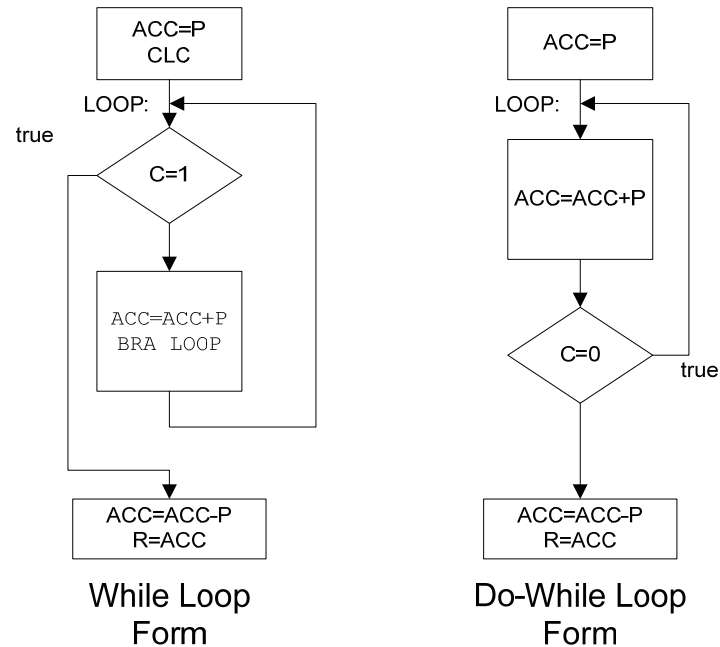 ACC=P
CLC
LOOP:
true
C=1
ACC=ACC+P
BRA LOOP
ACC=ACC-P
R=ACC
While Loop
Form
ACC=P
LOOP:
ACC=ACC+P
C=0
true
ACC=ACC-P
R=ACC
Do-While Loop
Form